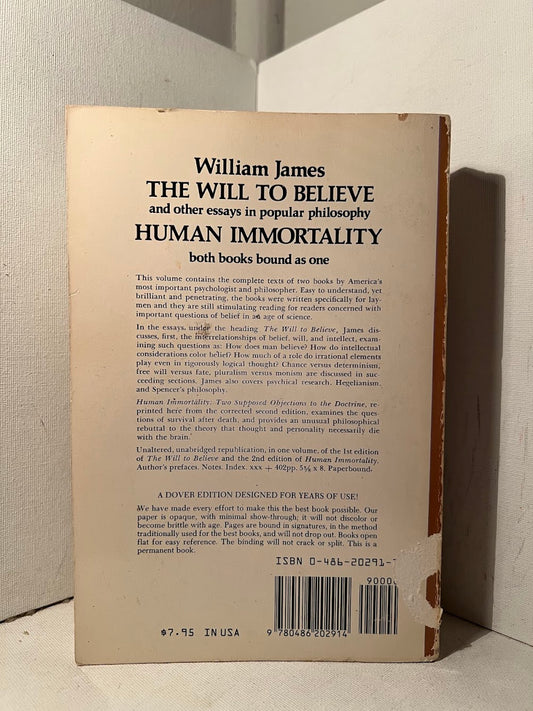 William James
THE WILL TO BELIEVE
and other essays in popular philosophy
HUMAN IMMORTALITY
both books bound as one
This volume contains the complete texts of two books by America's
most important psychologist and philosopher. Easy to understand, yet
brilliant and penetrating, the books were written specifically for lay-
men and they are still stimulating reading for readers concerned with
important questions of belief in an age of science.
In the essays, under the heading The Will to Believe, James dis-
cusses, first, the interrelationships of belief, will, and intellect, exam-
ining such questions as: How does man believe? How do intellectual
considerations color belief? How much of a role do irrational elements
play even in rigorously logical thought? Chance versus determinism,
free will versus fate, pluralism versus monism are discussed in suc-
ceeding sections. James also covers psychical research, Hegelianism,
and Spencer's philosophy.
Human Immortality: Two Supposed Objections to the Doctrine, re-
printed here from the corrected second edition, examines the ques-
tions of survival after death, and provides an unusual philosophical
rebuttal to the theory that thought and personality necessarily die
with the brain.
Unaltered, unabridged republication, in one volume, of the 1st edition
of The Will to Believe and the 2nd edition of Human Immortality.
Author's prefaces. Notes. Index. xxx + 402pp. 5⅜ x 8. Paperbound.
A DOVER EDITION DESIGNED FOR YEARS OF USE!
We have made every effort to make this the best book possible. Our
paper is opaque, with minimal show-through; it will not discolor or
become brittle with age. Pages are bound in signatures, in the method
traditionally used for the best books, and will not drop out. Books open
flat for easy reference. The binding will not crack or split. This is a
permanent book.
ISBN 0-486-20291-
9000
$7.95 IN USA
9 780486 202914